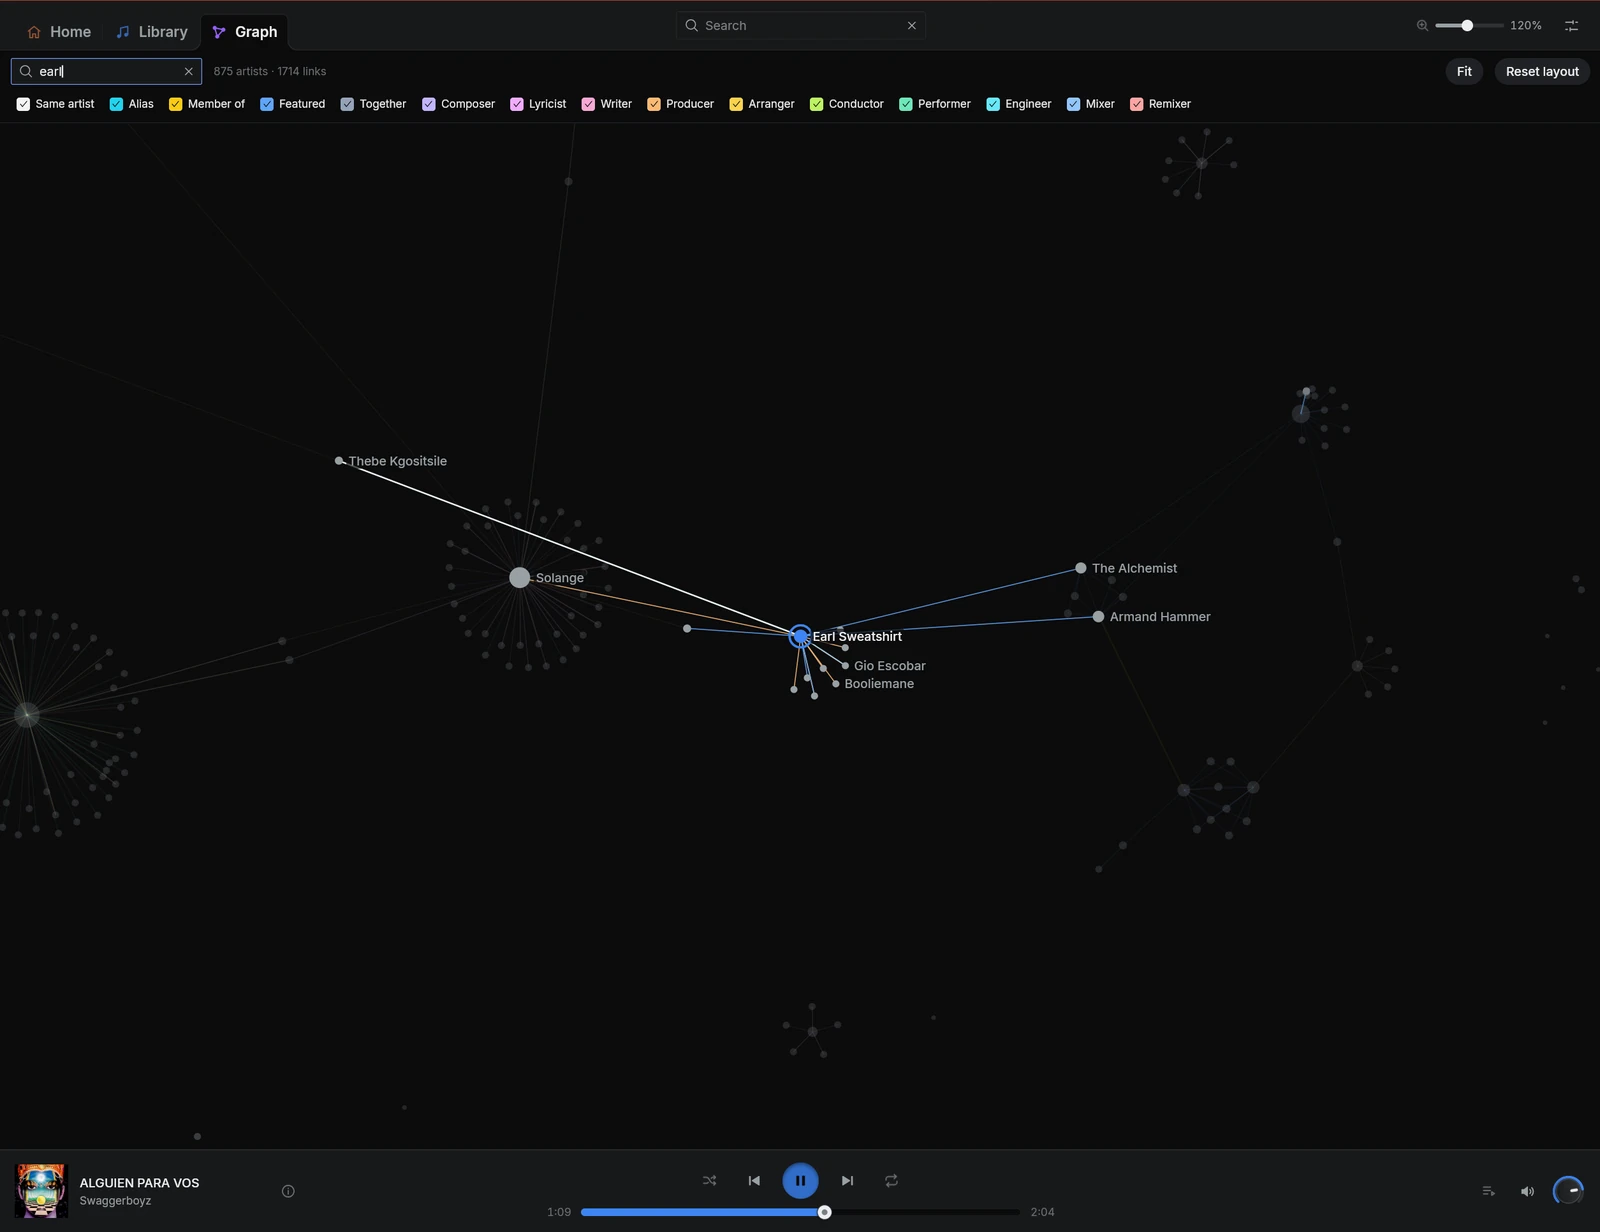 Home
Library
Graph
Search
120%
earl
875 artists · 1714 links
Fit
Reset layout
Same artist
Alias
Member of
Featured
Together
Composer
Lyricist
Writer
Producer
Arranger
Conductor
Performer
Engineer
Mixer
Remixer
Thebe Kgositsile
Solange
The Alchemist
Armand Hammer
Earl Sweatshirt
Gio Escobar
Booliemane
ALGUIEN PARA VOS
Swaggerboyz
1:09
2:04